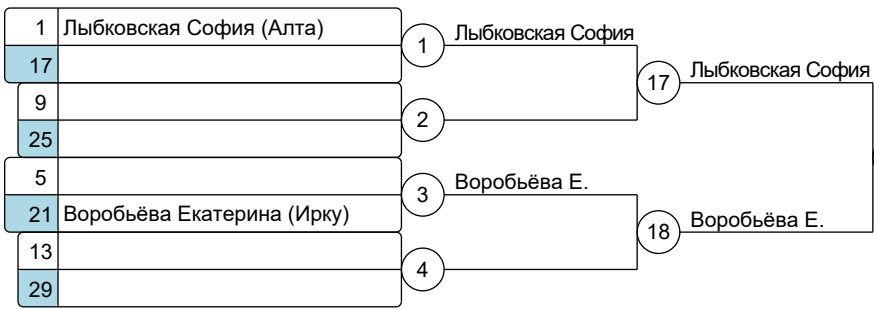 1 Лыбковская София (Алта)
17
9
25
5
21 Воробьёва Екатерина (Ирку)
13
29
1 Лыбковская София
2
3 Воробьёва Е.
4
17 Лыбковская София
18 Воробьёва Е.